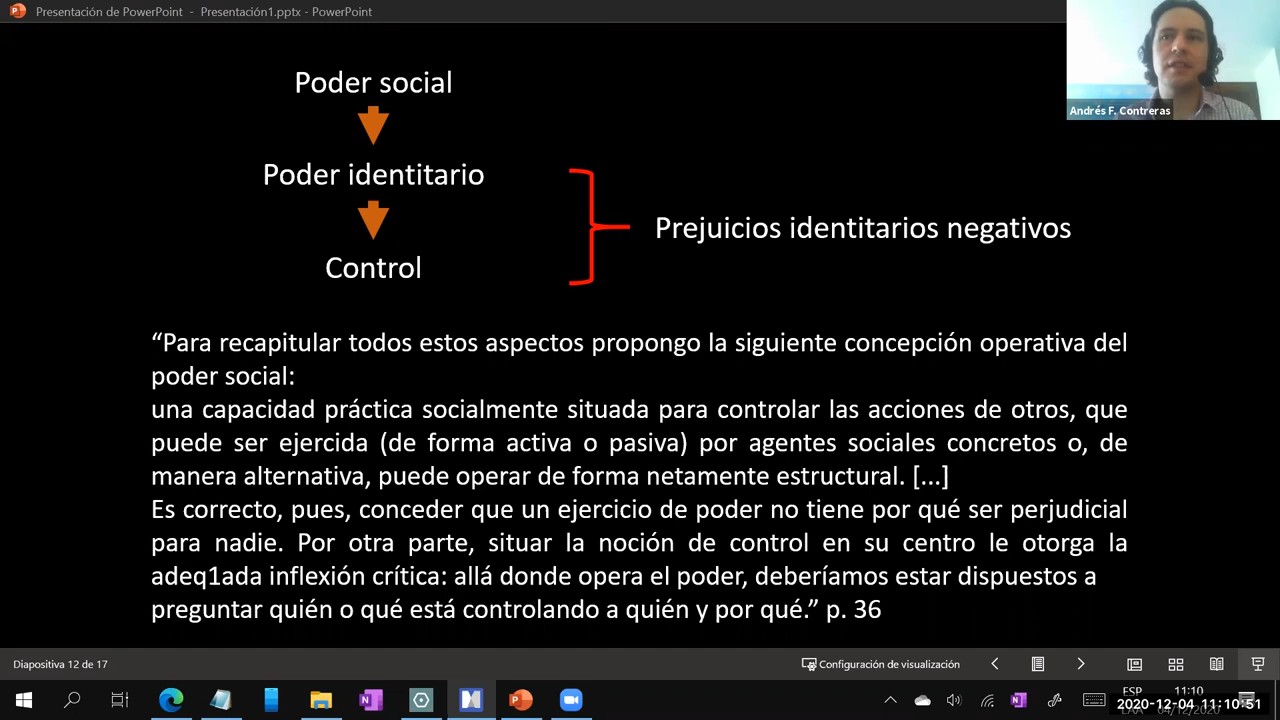 Presentación de PowerPoint - Presentación1.pptx - PowerPoint
Andrés F. Contreras
Poder social
Poder identitario
Control
Prejuicios identitarios negativos
“Para recapitular todos estos aspectos propongo la siguiente concepción operativa del
poder social:
una capacidad práctica socialmente situada para controlar las acciones de otros, que
puede ser ejercida (de forma activa o pasiva) por agentes sociales concretos o, de
manera alternativa, puede operar de forma netamente estructural. [...]
Es correcto, pues, conceder que un ejercicio de poder no tiene por qué ser perjudicial
para nadie. Por otra parte, situar la noción de control en su centro le otorga la
adeq1ada inflexión crítica: allá donde opera el poder, deberíamos estar dispuestos a
preguntar quién o qué está controlando a quién y por qué.” p. 36
Diapositiva 12 de 17
Configuración de visualización
ESP
11:10
2020-12-04 11:10:51
LAA
04/12/2020